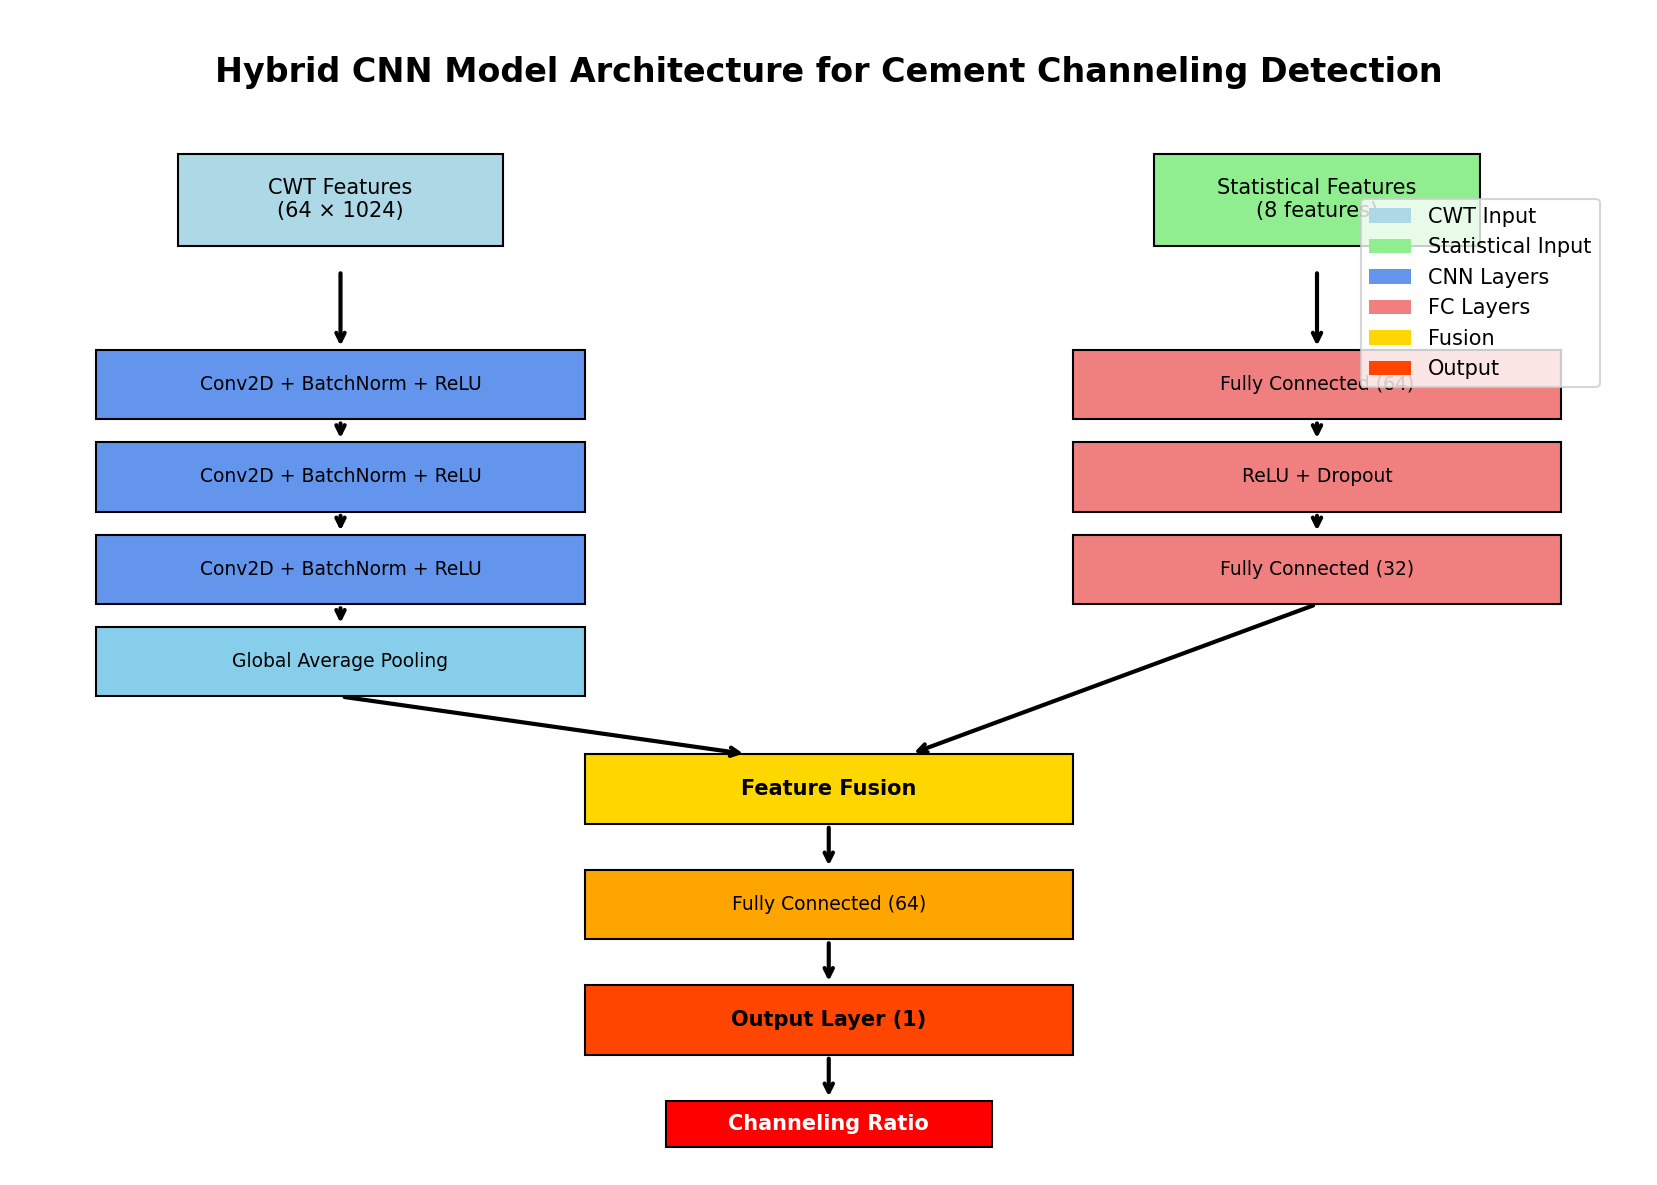 Hybrid CNN Model Architecture for Cement Channeling Detection
CWT Features
(64 × 1024)
Statistical Features
(8 features)
CWT Input
Statistical Input
CNN Layers
FC Layers
Fusion
Output
Conv2D + BatchNorm + ReLU
Fully Connected (64)
Conv2D + BatchNorm + ReLU
ReLU + Dropout
Conv2D + BatchNorm + ReLU
Fully Connected (32)
Global Average Pooling
Feature Fusion
Fully Connected (64)
Output Layer (1)
Channeling Ratio